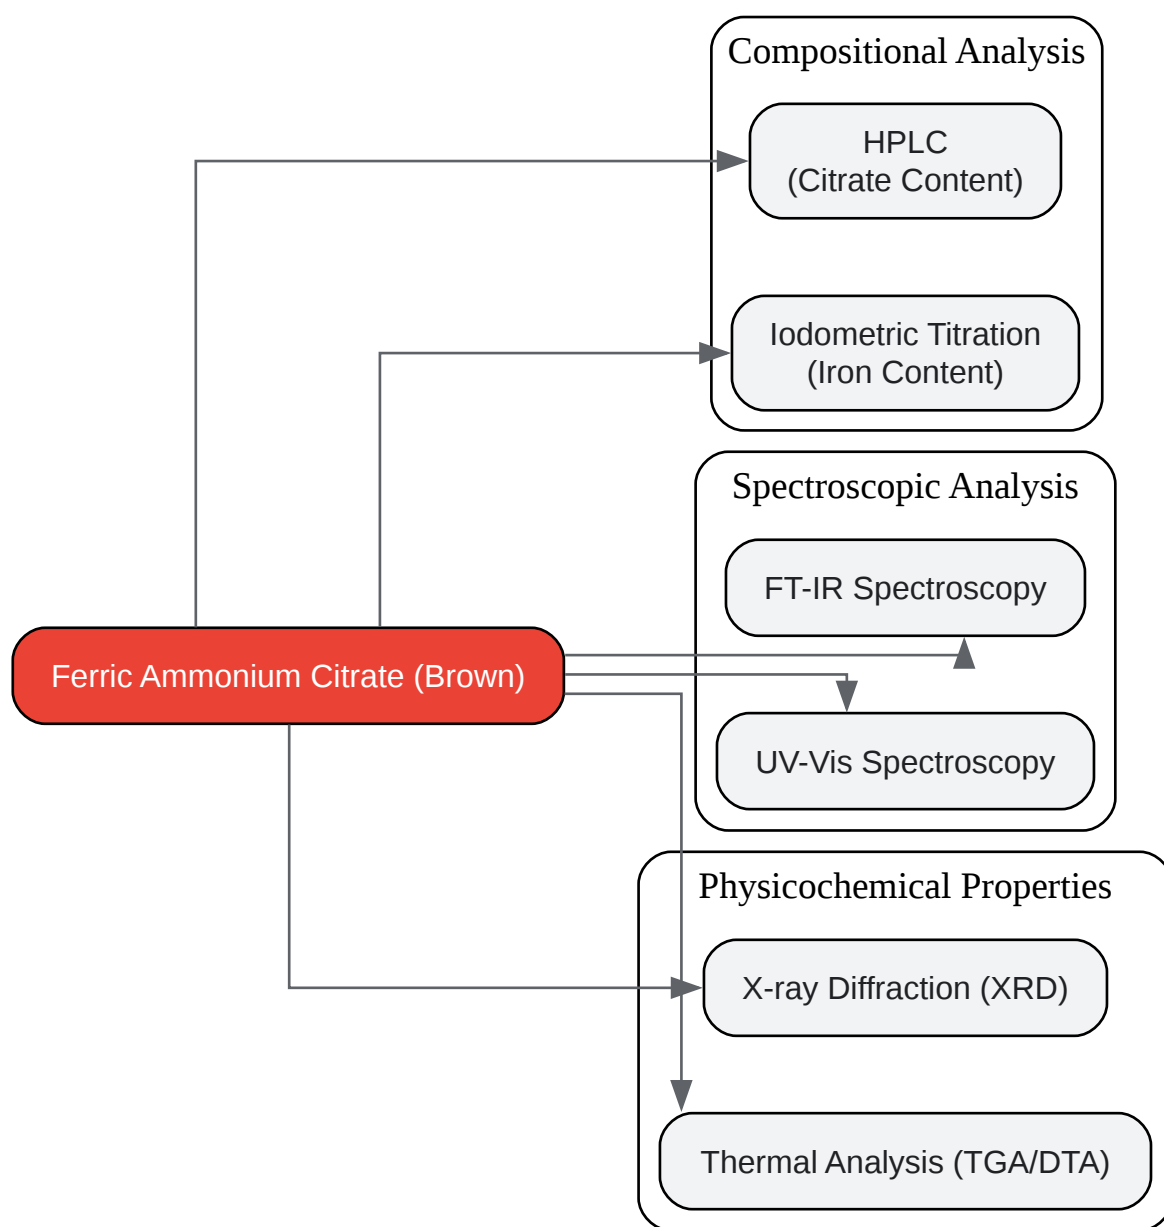 Compositional Analysis
HPLC
(Citrate Content)
Iodometric Titration
(Iron Content)
Spectroscopic Analysis
FT-IR Spectroscopy
Ferric Ammonium Citrate (Brown)
UV-Vis Spectroscopy
Physicochemical Properties
X-ray Diffraction (XRD)
Thermal Analysis (TGA/DTA)